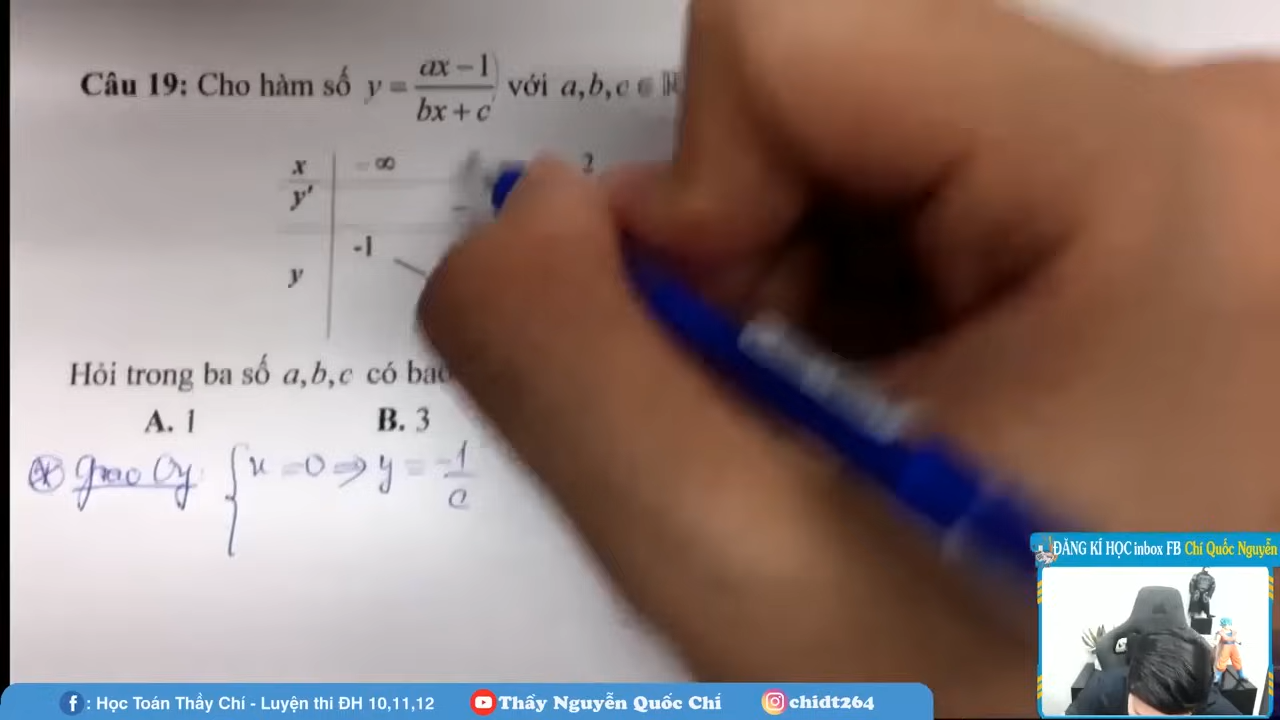 Câu 19: Cho hàm số y = ax − 1 / bx + c với a, b, c ∈
x −∞ 2
y' −
-1
y
Hỏi trong ba số a, b, c có bao
A. 1 B. 3
* giao Oy: { x = 0 ⇒ y = -1 / c
ĐĂNG KÍ HỌC inbox FB Chí Quốc Nguyễn
f : Học Toán Thầy Chí - Luyện thi ĐH 10,11,12 Thầy Nguyễn Quốc Chí chidt264